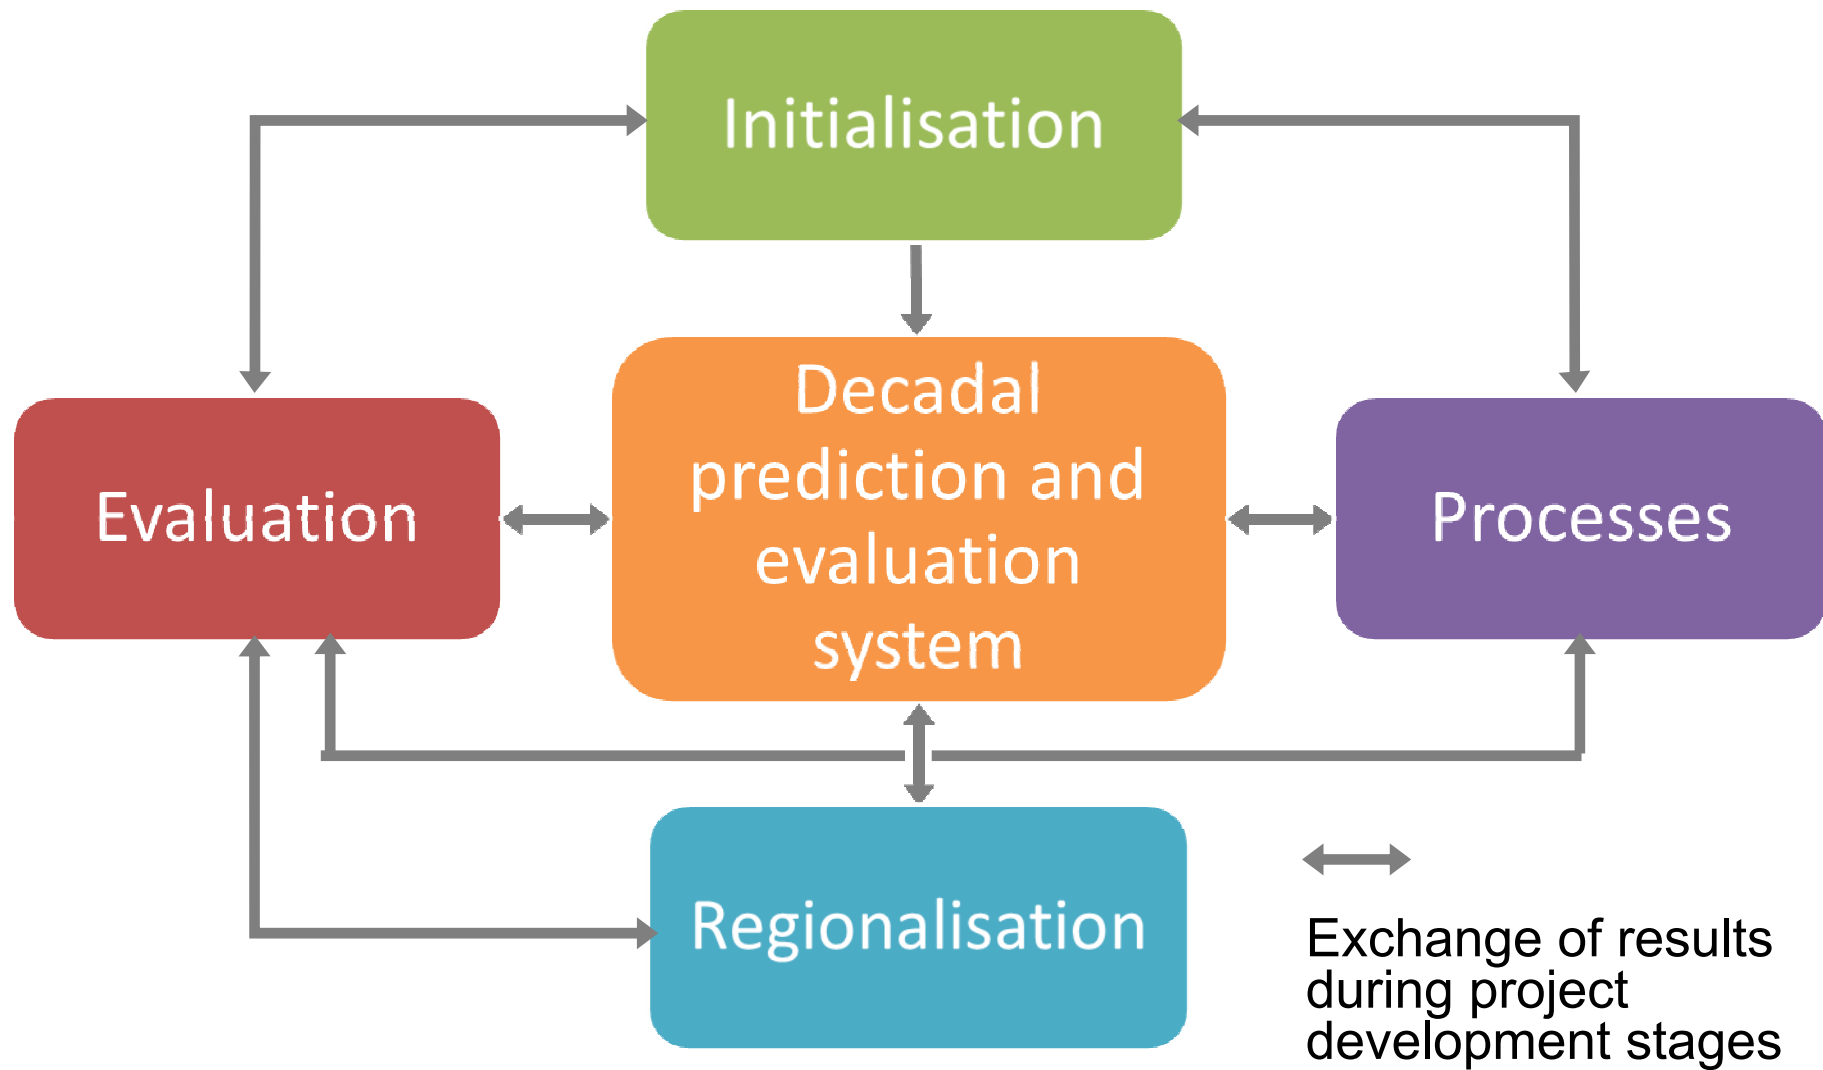 Initialisation
Decadal
prediction and
evaluation
system
Evaluation
Processes
Regionalisation
Exchange of results
during project
development stages